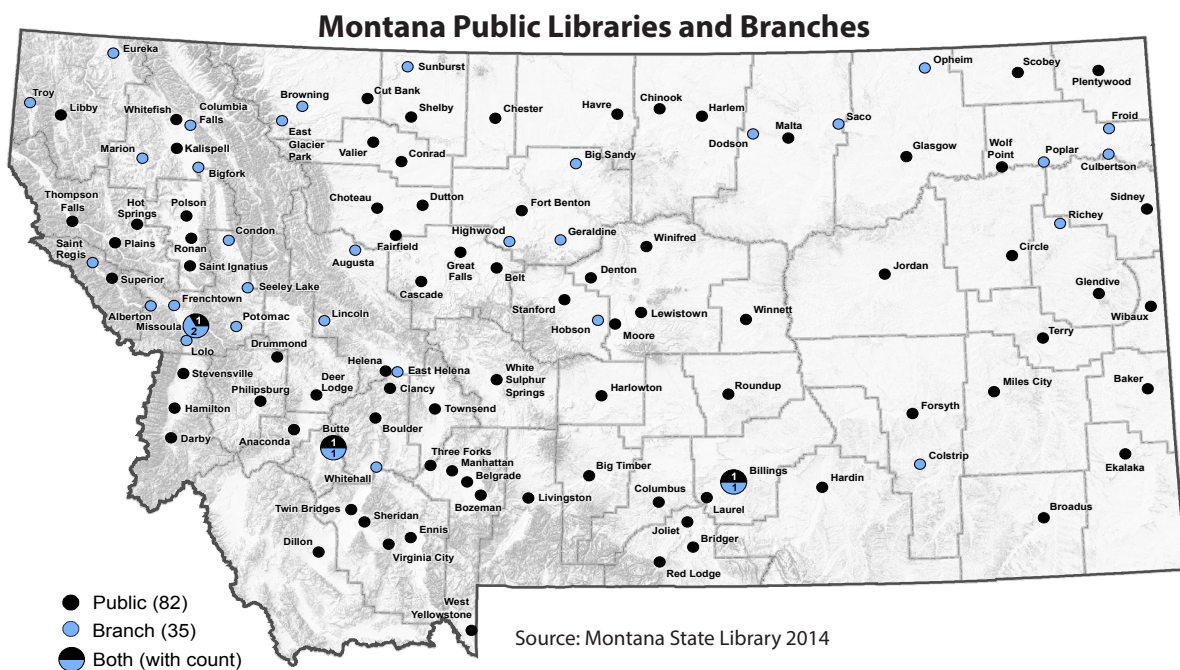 Montana Public Libraries and Branches
Eureka
Sunburst
Opheim
Scobey
Plentywood
Troy
Libby
Whitefish
Columbia
Falls
Browning
Cut Bank
Shelby
Chester
Havre
Chinook
Harlem
Dodson
Malta
Saco
Glasgow
Wolf
Point
Poplar
Froid
Culbertson
East
Glacier
Park
Marion
Kalispell
Bigfork
Valier
Conrad
Big Sandy
Thompson
Falls
Hot
Springs
Polson
Choteau
Dutton
Fort Benton
Sidney
Richey
Saint
Regis
Plains
Ronan
Condon
Fairfield
Augusta
Highwood
Geraldine
Winifred
Circle
Superior
Saint Ignatius
Seeley Lake
Great
Falls
Belt
Cascade
Denton
Jordan
Glendive
Wibaux
Alberton
Frenchtown
Missoula
1
2
Potomac
Lincoln
Stanford
Hobson
Moore
Lewistown
Winnett
Terry
Lolo
Drummond
Stevensville
Philipsburg
Deer
Lodge
Helena
East Helena
Clancy
White
Sulphur
Springs
Harlowton
Roundup
Miles City
Baker
Hamilton
Darby
Anaconda
Butte
1
1
Boulder
Townsend
Forsyth
Colstrip
Ekalaka
Whitehall
Three Forks
Manhattan
Belgrade
Bozeman
Livingston
Big Timber
Columbus
Billings
1
1
Laurel
Hardin
Broadus
Twin Bridges
Sheridan
Ennis
Virginia City
Dillon
Joliet
Bridger
Red Lodge
West
Yellowstone
Public (82)
Branch (35)
Both (with count)
Source: Montana State Library 2014